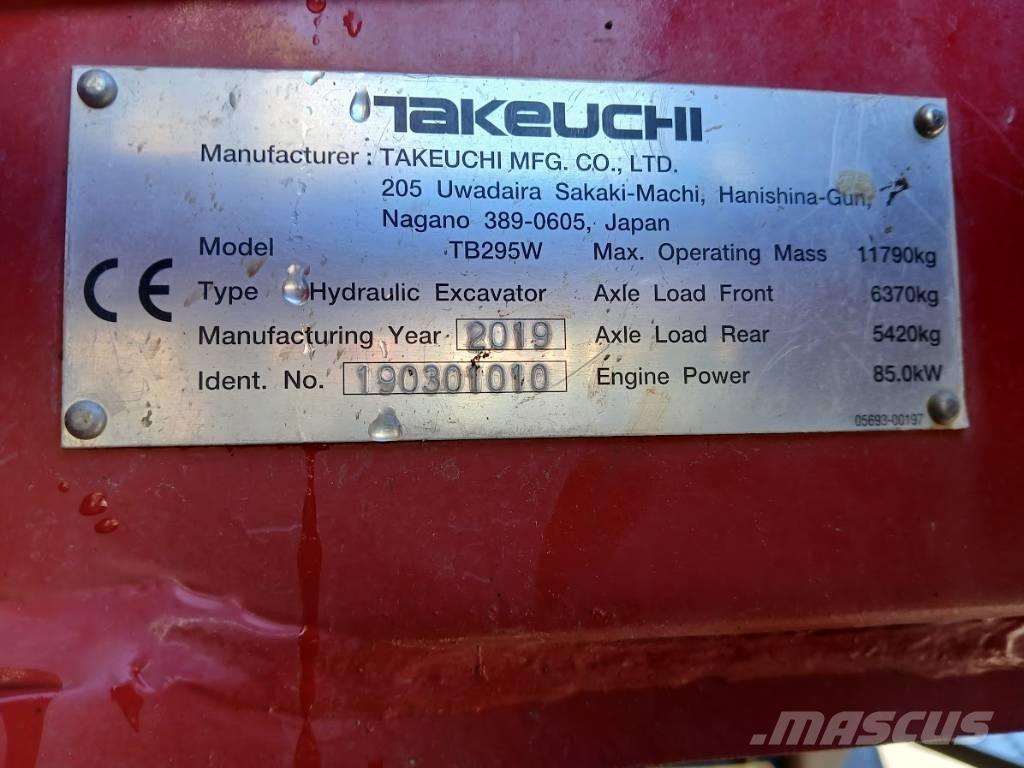 TAKEUCHI
Manufacturer : TAKEUCHI MFG. CO., LTD.
205 Uwadaira Sakaki-Machi, Hanishina-Gun,
Nagano 389-0605, Japan
Model TB295W Max. Operating Mass 11790kg
CE Type Hydraulic Excavator Axle Load Front 6370kg
Manufacturing Year 2019 Axle Load Rear 5420kg
Ident. No. 190301010 Engine Power 85.0kW
05693-00197
MASCUS